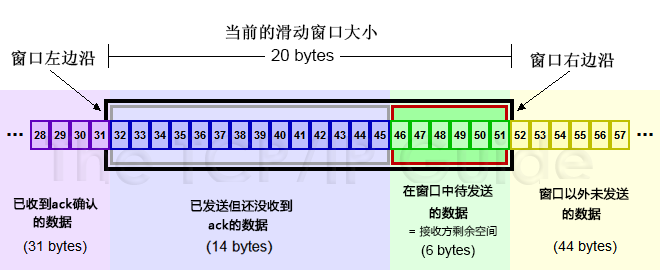 当前的滑动窗口大小
20 bytes
窗口左边沿
窗口右边沿
... 28 29 30 31 32 33 34 35 36 37 38 39 40 41 42 43 44 45 46 47 48 49 50 51 52 53 54 55 56 57 ...
The TCP/IP Guide
已收到ack确认
的数据
(31 bytes)
已发送但还没收到
ack的数据
(14 bytes)
在窗口中待发送
的数据
= 接收方剩余空间
(6 bytes)
窗口以外未发送
的数据
(44 bytes)